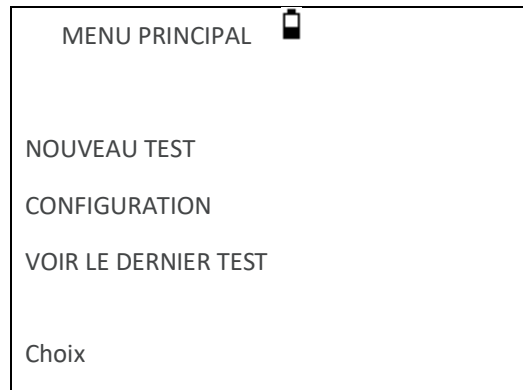 MENU PRINCIPAL
NOUVEAU TEST
CONFIGURATION
VOIR LE DERNIER TEST
Choix